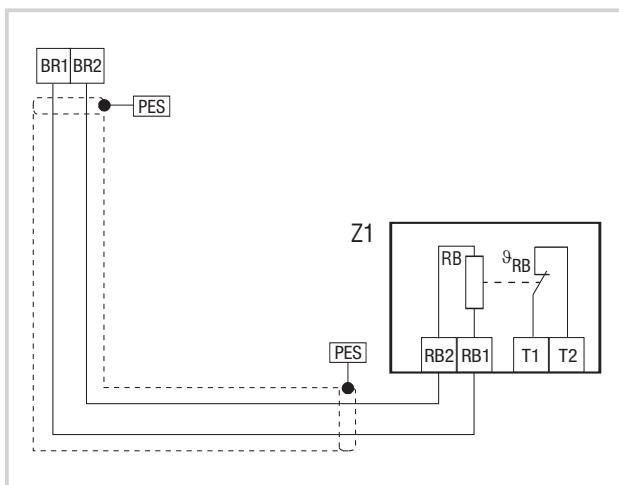 BR1 BR2
PES
Z1
RB ϑRB
PES
RB2 RB1 T1 T2